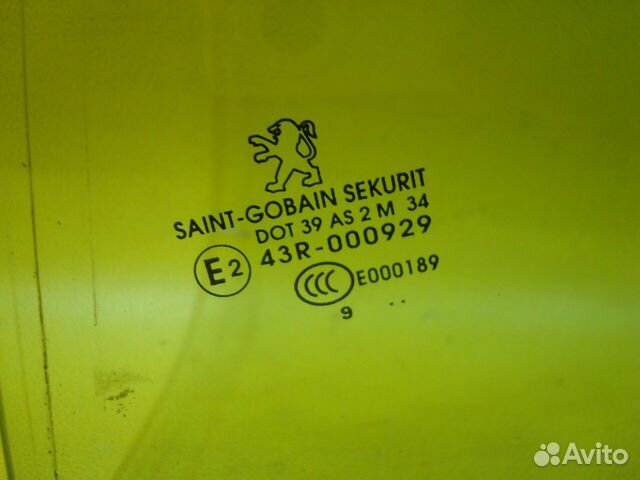 SAINT-GOBAIN SEKURIT
DOT 39 AS 2 M 34
E2 43R-000929
CCC E000189
9 ..
Avito